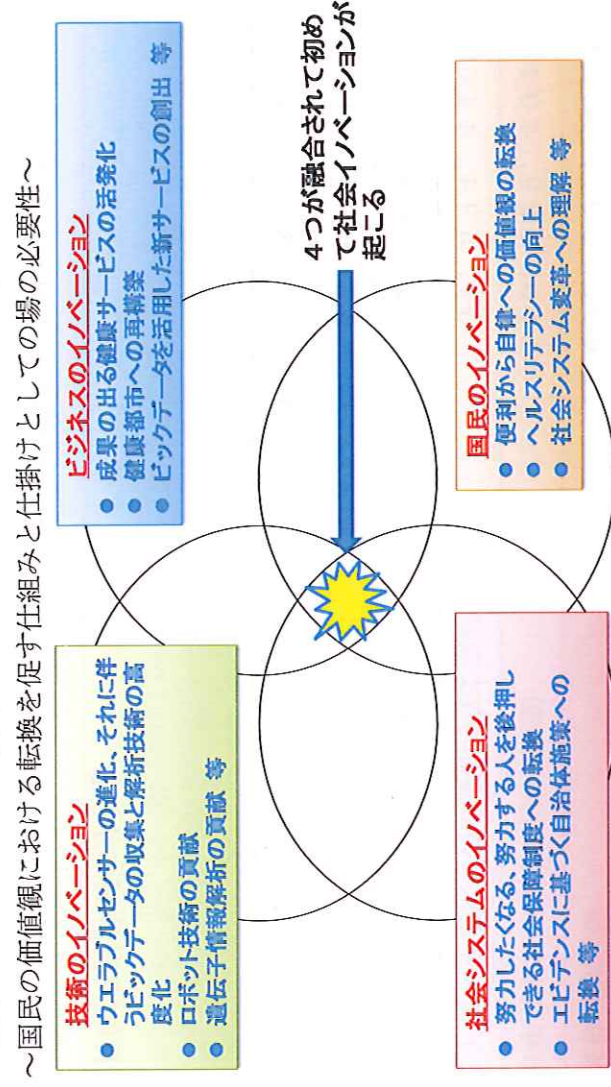 ～国民の価値観における転換を促す仕組みと仕掛けとしての場の必要性～
技術のイノベーション
● ウエラブルセンサーの進化、それに伴
うビックデータの収集と解析技術の高
度化
● ロボット技術の貢献
● 遺伝子情報解析の貢献 等
ビジネスのイノベーション
● 成果の出る健康サービスの活発化
● 健康都市への再構築
● ビックデータを活用した新サービスの創出 等
4つが融合されて初め
て社会イノベーションが
起こる
社会システムのイノベーション
● 努力したくなる、努力する人を後押し
できる社会保障制度への転換
● エビデンスに基づく自治体施策への
転換 等
国民のイノベーション
● 便利から自律への価値観の転換
● ヘルスリテラシーの向上
● 社会システム変革への理解 等